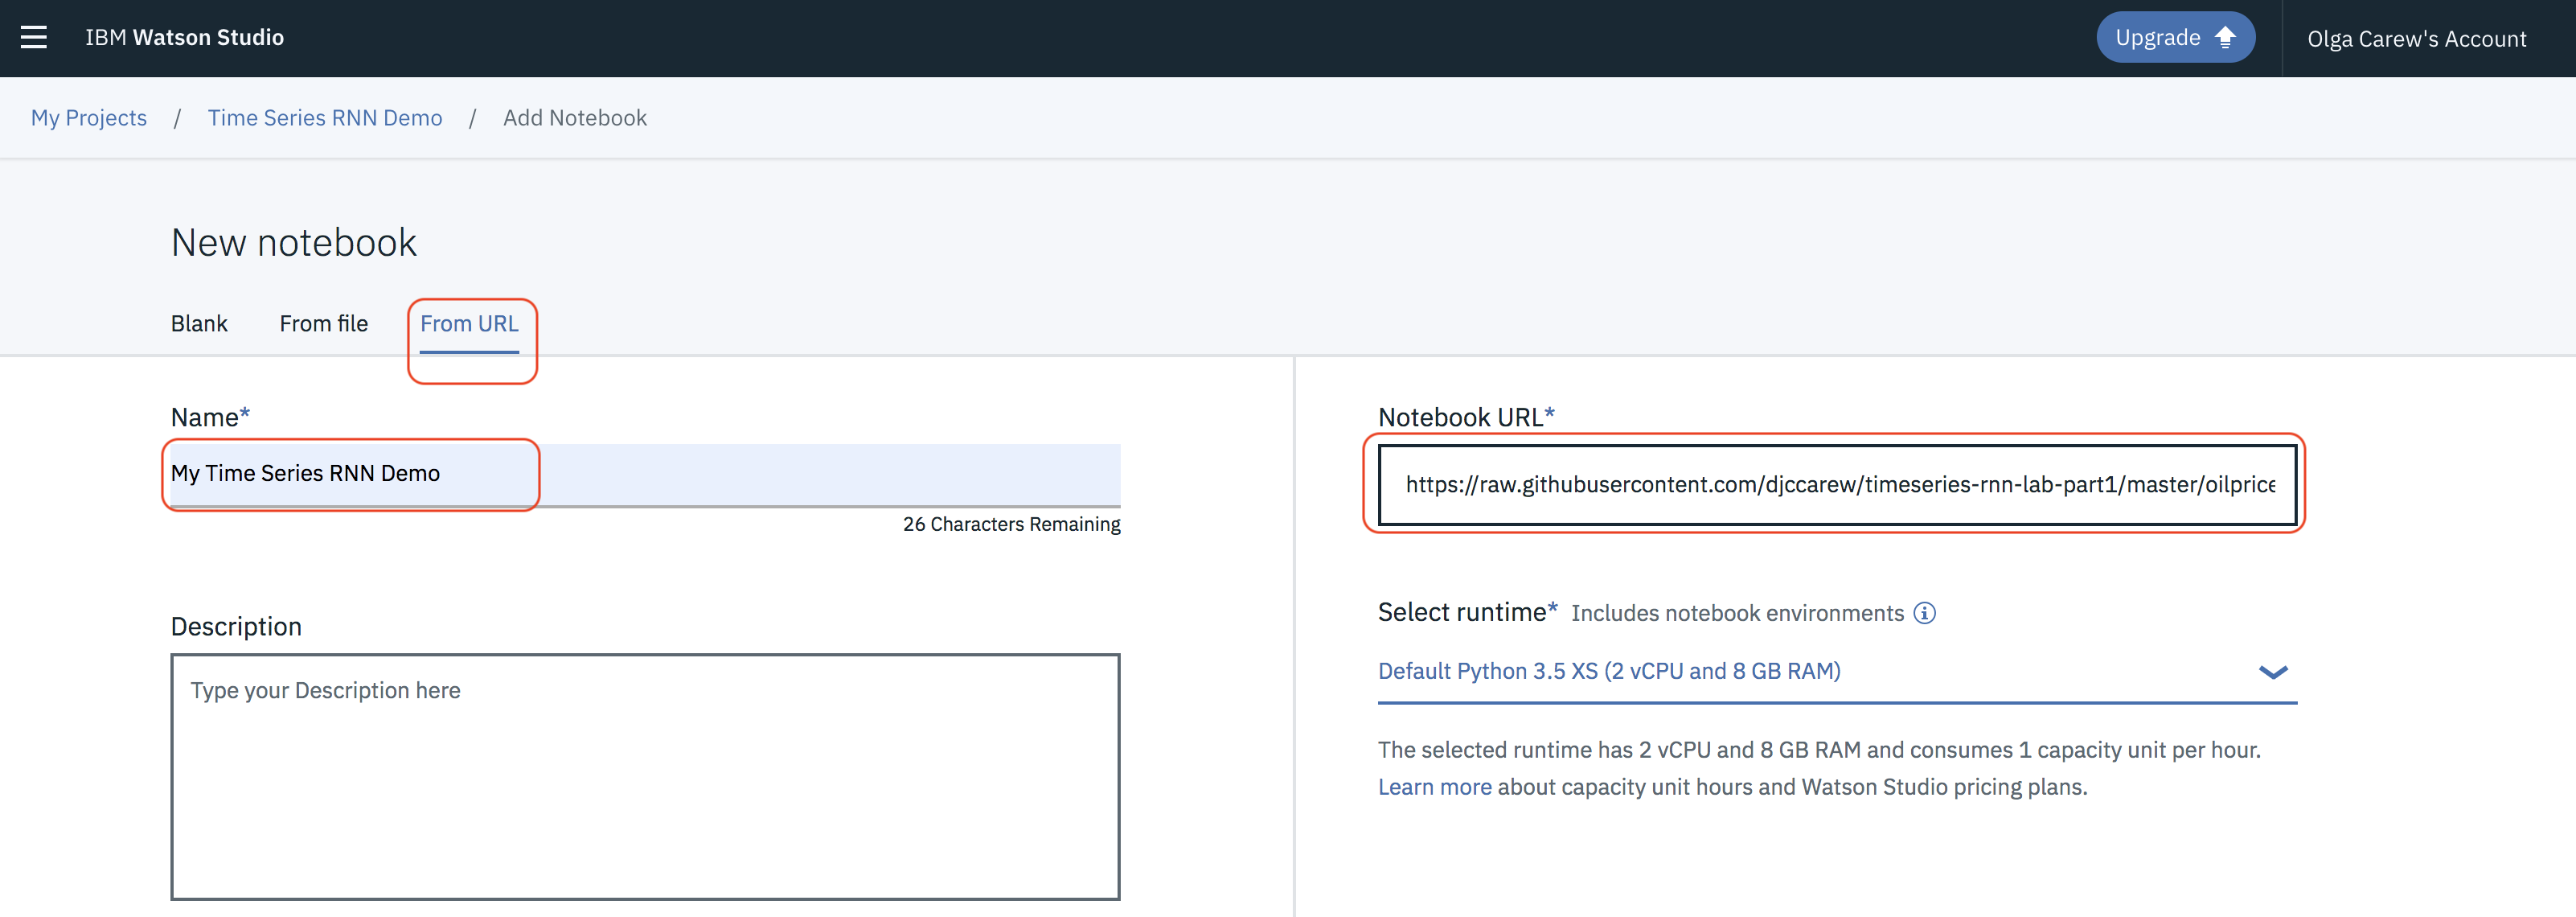 IBM Watson Studio
Upgrade
Olga Carew's Account
My Projects / Time Series RNN Demo / Add Notebook
New notebook
Blank From file From URL
Name*
My Time Series RNN Demo
26 Characters Remaining
Description
Type your Description here
Notebook URL*
https://raw.githubusercontent.com/djccarew/timeseries-rnn-lab-part1/master/oilprice
Select runtime* Includes notebook environments
Default Python 3.5 XS (2 vCPU and 8 GB RAM)
The selected runtime has 2 vCPU and 8 GB RAM and consumes 1 capacity unit per hour.
Learn more about capacity unit hours and Watson Studio pricing plans.